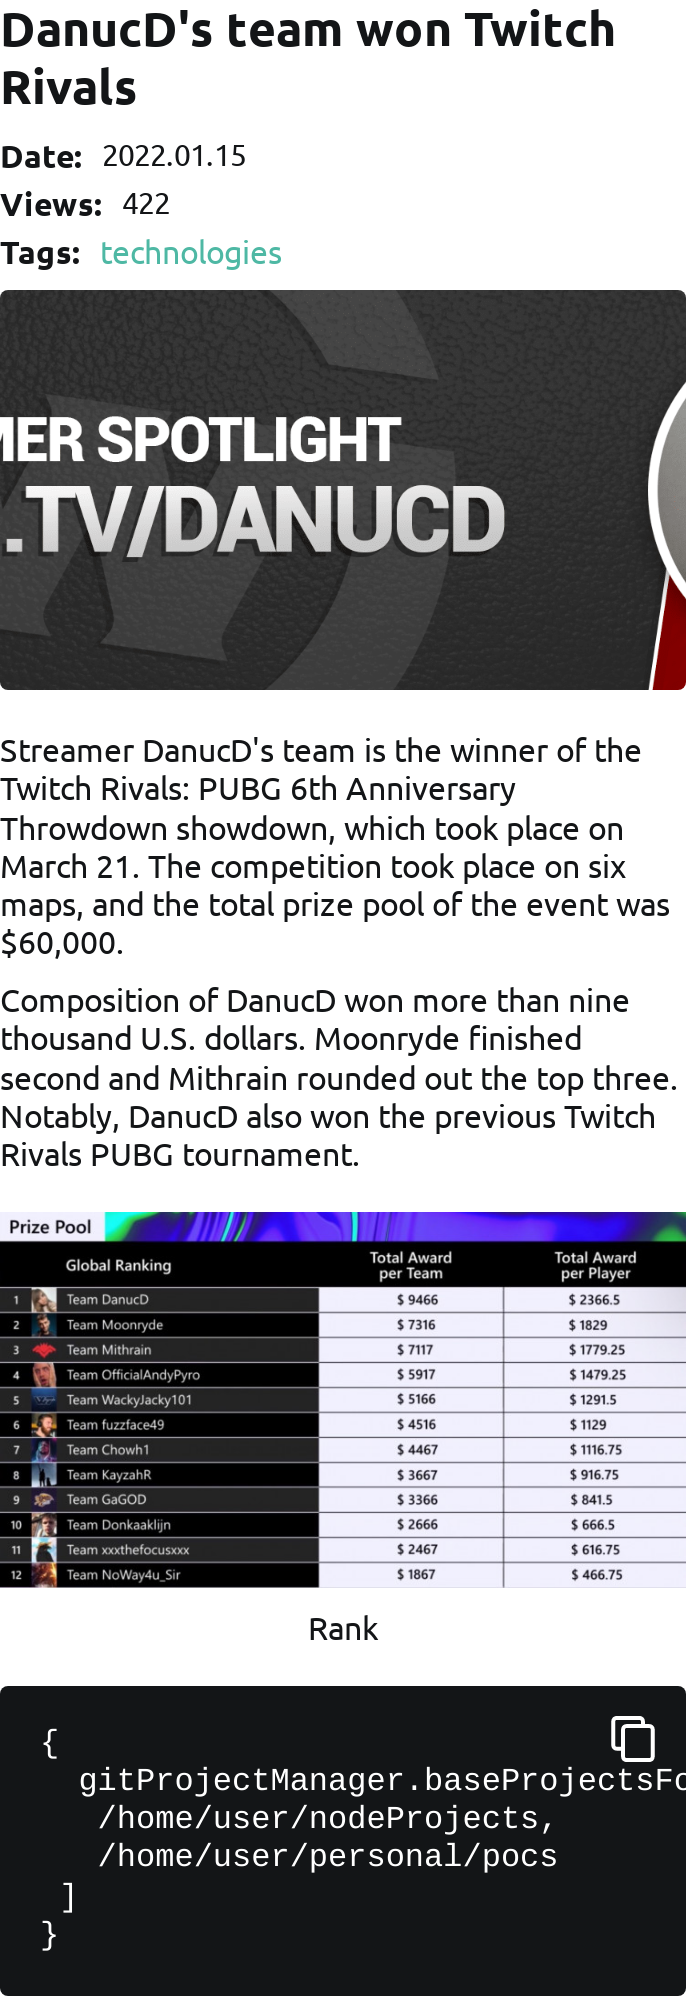 DanucD's team won Twitch
Rivals
Date: 2022.01.15
Views: 422
Tags: technologies
MER SPOTLIGHT
.TV/DANUCD
Streamer DanucD's team is the winner of the
Twitch Rivals: PUBG 6th Anniversary
Throwdown showdown, which took place on
March 21. The competition took place on six
maps, and the total prize pool of the event was
$60,000.
Composition of DanucD won more than nine
thousand U.S. dollars. Moonryde finished
second and Mithrain rounded out the top three.
Notably, DanucD also won the previous Twitch
Rivals PUBG tournament.
Prize Pool
Global Ranking Total Award per Team Total Award per Player
1 Team DanucD $ 9466 $ 2366.5
2 Team Moonryde $ 7316 $ 1829
3 Team Mithrain $ 7117 $ 1779.25
4 Team OfficialAndyPyro $ 5917 $ 1479.25
5 Team WackyJacky101 $ 5166 $ 1291.5
6 Team fuzzface49 $ 4516 $ 1129
7 Team Chowh1 $ 4467 $ 1116.75
8 Team KayzahR $ 3667 $ 916.75
9 Team GaGOD $ 3366 $ 841.5
10 Team Donkaaklijn $ 2666 $ 666.5
11 Team xxxthefocusxxx $ 2467 $ 616.75
12 Team NoWay4u_Sir $ 1867 $ 466.75
Rank
{
gitProjectManager.baseProjectsFo
/home/user/nodeProjects,
/home/user/personal/pocs
]
}